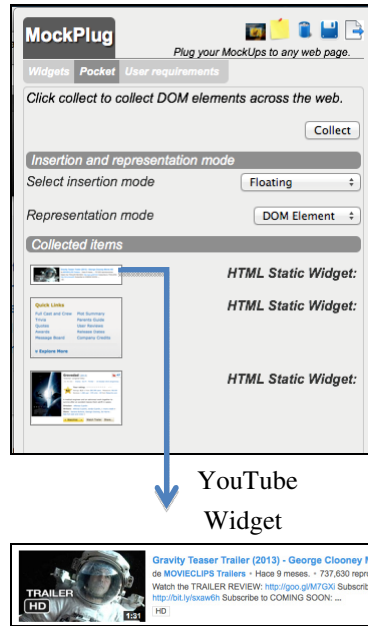 MockPlug
Plug your MockUps to any web page.
Widgets Pocket User requirements
Click collect to collect DOM elements across the web.
Collect
Insertion and representation mode
Select insertion mode Floating
Representation mode DOM Element
Collected items
HTML Static Widget:
Quick Links
Full Cast and Crew Plot Summary
Trivia Parents Guide
Quotes User Reviews
Awards Release Dates
Message Board Company Credits
Explore More
HTML Static Widget:
HTML Static Widget:
YouTube
Widget
Gravity Teaser Trailer (2013) - George Clooney M
de MOVIECLIPS Trailers • Hace 9 meses. • 737,630 repro
Watch the TRAILER REVIEW: http://goo.gl/M7GXi Subscrib
http://bit.ly/sxaw6h Subscribe to COMING SOON: ...
HD
TRAILER
HD
1:31